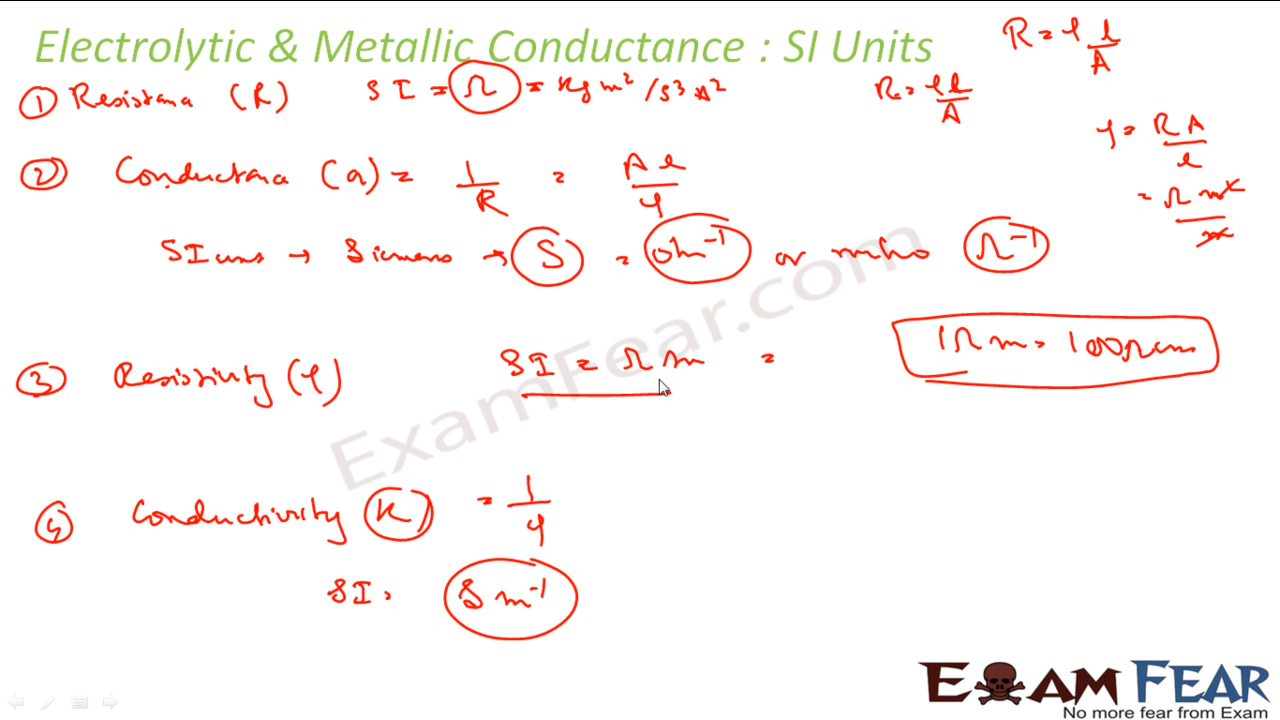 Electrolytic & Metallic Conductance : SI Units
R = ρ l/A
① Resistance (R) SI = Ω = Kg m² / s³ A² R = ρl/A
ρ = RA/l
= Ω m²/m
② Conductance (G) = 1/R = A l/ρ
SI units → Siemens → S = ohm⁻¹ or mho Ω⁻¹
③ Resistivity (ρ) SI = Ω m =
1Ω m = 100Ω cm
④ Conductivity (K) = 1/ρ
SI = S m⁻¹
ExamFear.com
EXAM FEAR
No more fear from Exam